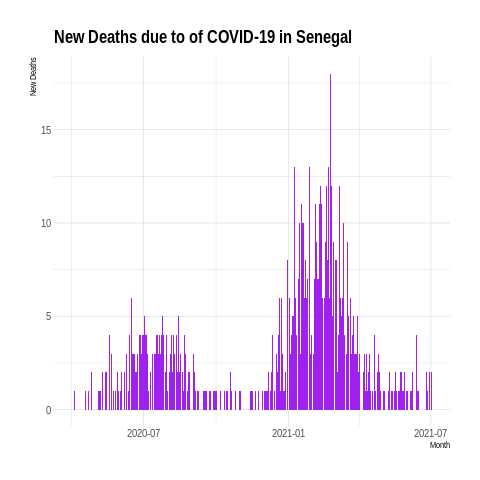 New Deaths due to of COVID-19 in Senegal
New Deaths
15
10
5
0
2020-07
2021-01
2021-07
Month